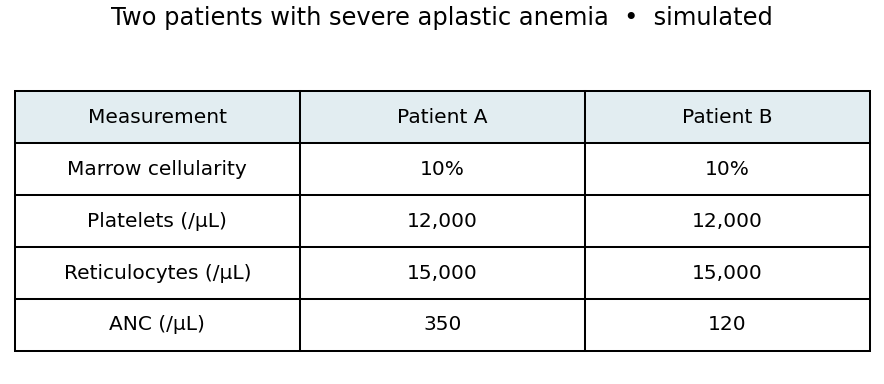 Two patients with severe aplastic anemia • simulated
Measurement Patient A Patient B
Marrow cellularity 10% 10%
Platelets (/µL) 12,000 12,000
Reticulocytes (/µL) 15,000 15,000
ANC (/µL) 350 120